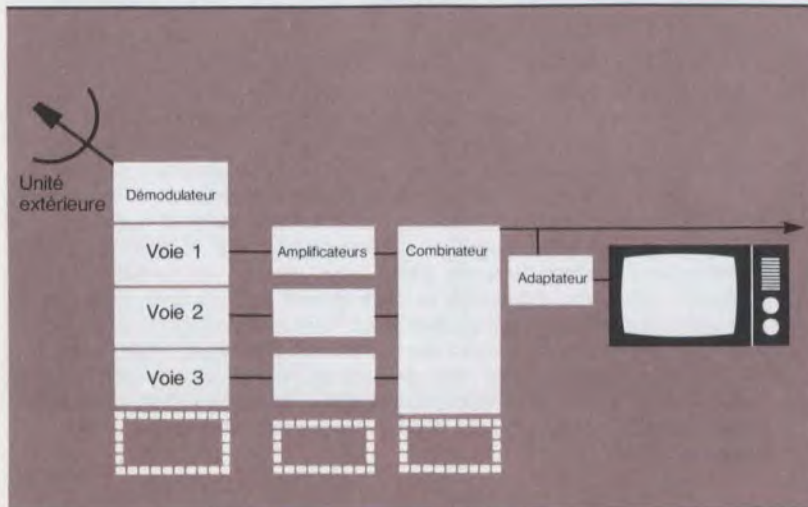 Unité
extérieure
Démodulateur
Voie 1
Amplificateurs
Combinateur
Adaptateur
Voie 2
Voie 3